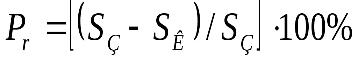 P_r = ⌊(S_Ç − S_Ê) / S_Ç⌋ · 100%